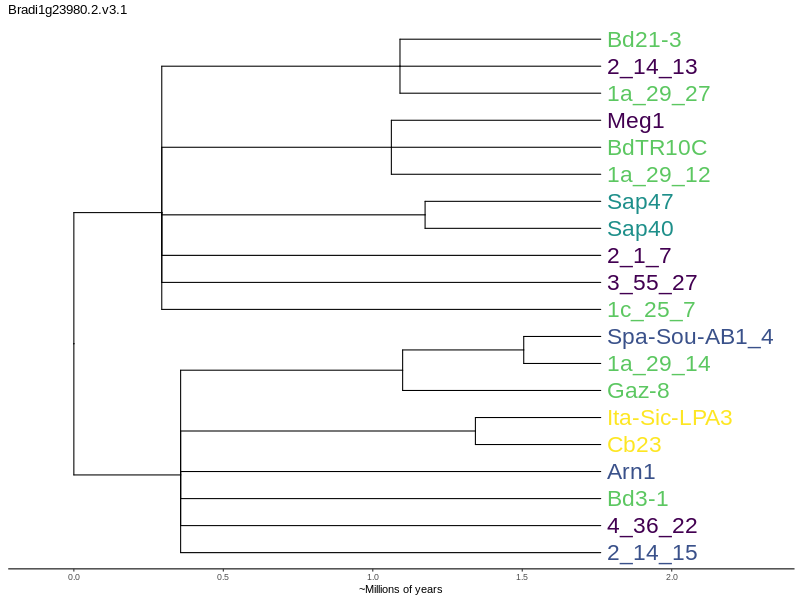 Bradi1g23980.2.v3.1
Bd21-3
2_14_13
1a_29_27
Meg1
BdTR10C
1a_29_12
Sap47
Sap40
2_1_7
3_55_27
1c_25_7
Spa-Sou-AB1_4
1a_29_14
Gaz-8
Ita-Sic-LPA3
Cb23
Arn1
Bd3-1
4_36_22
2_14_15
0.0 0.5 1.0 1.5 2.0
~Millions of years